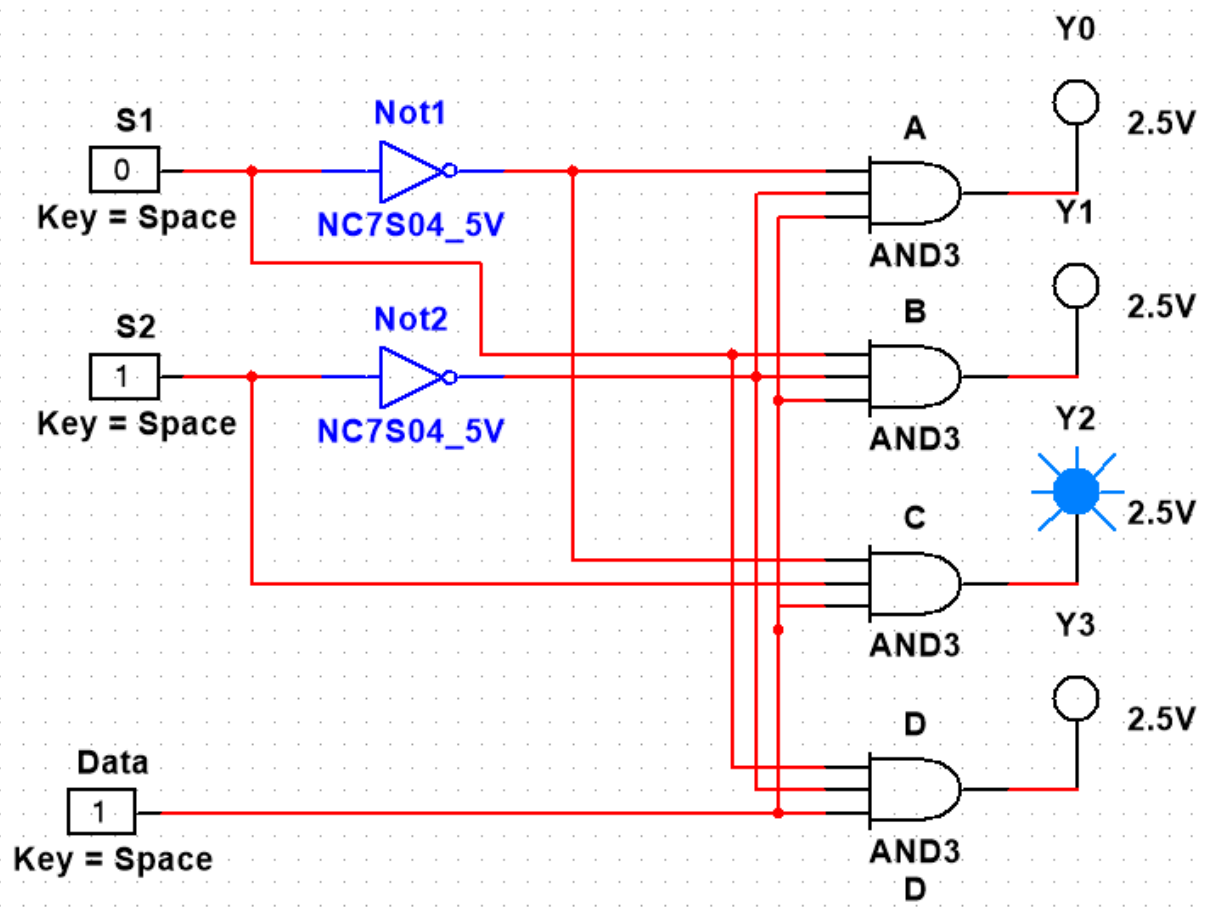 Y0
2.5V
S1
0
Key = Space
Not1
NC7S04_5V
A
AND3
Y1
2.5V
S2
1
Key = Space
Not2
NC7S04_5V
B
AND3
Y2
2.5V
C
AND3
Y3
2.5V
Data
1
Key = Space
D
AND3
D